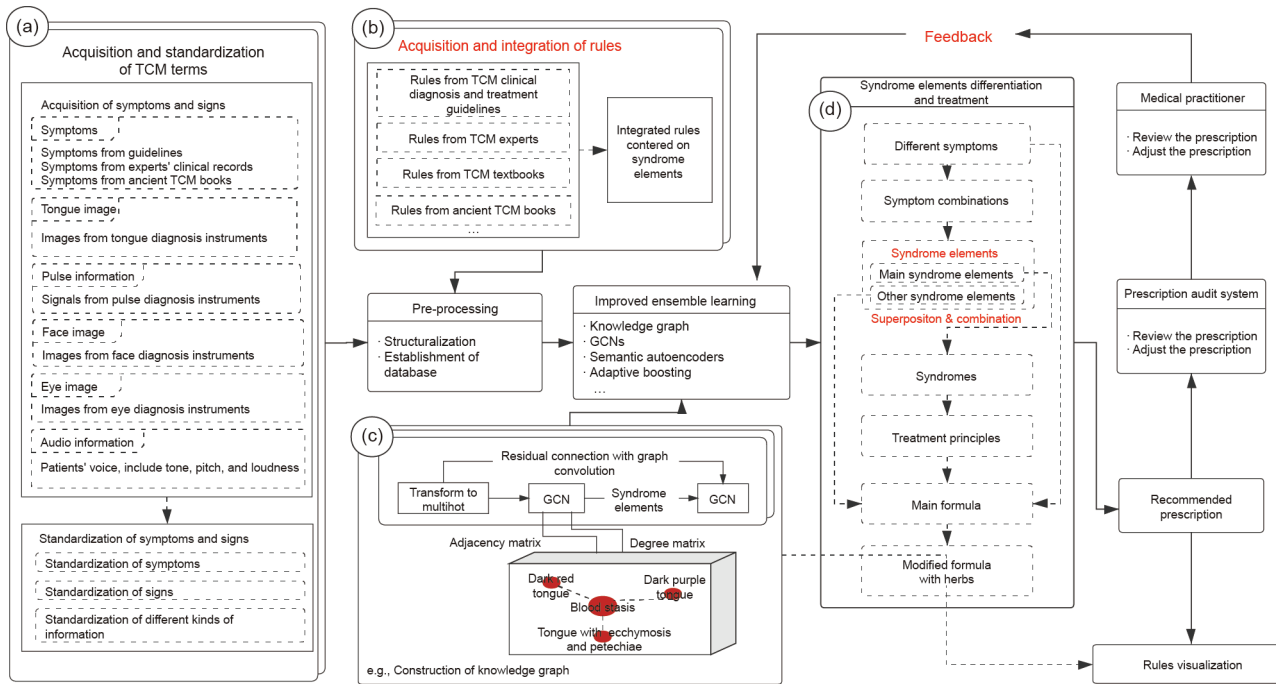 (a)
Acquisition and standardization
of TCM terms
Acquisition of symptoms and signs
Symptoms
Symptoms from guidelines
Symptoms from experts' clinical records
Symptoms from ancient TCM books
Tongue image
Images from tongue diagnosis instruments
Pulse information
Signals from pulse diagnosis instruments
Face image
Images from face diagnosis instruments
Eye image
Images from eye diagnosis instruments
Audio information
Patients' voice, include tone, pitch, and loudness
Standardization of symptoms and signs
Standardization of symptoms
Standardization of signs
Standardization of different kinds of
information
(b)
Acquisition and integration of rules
Rules from TCM clinical
diagnosis and treatment
guidelines
Rules from TCM experts
Rules from TCM textbooks
Rules from ancient TCM books
...
Integrated rules
contered on
syndrome
elements
Pre-processing
· Structuralization
· Establishment of
database
Improved ensemble learning
· Knowledge graph
· GCNs
· Semantic autoencoders
· Adaptive boosting
...
(c)
Residual connection with graph
convolution
Transform to
multihot
GCN
Syndrome
elements
GCN
Adjacency matrix
Degree matrix
Dark red
tongue
Dark purple
tongue
Blood stasis
Tongue with ecchymosis
and petechiae
e.g., Construction of knowledge graph
Feedback
(d)
Syndrome elements differentiation
and treatment
Different symptoms
Symptom combinations
Syndrome elements
Main syndrome elements
Other syndrome elements
Superpositon & combination
Syndromes
Treatment principles
Main formula
Modified formula
with herbs
Medical practitioner
· Review the prescription
· Adjust the prescription
Prescription audit system
· Review the prescription
· Adjust the prescription
Recommended
prescription
Rules visualization